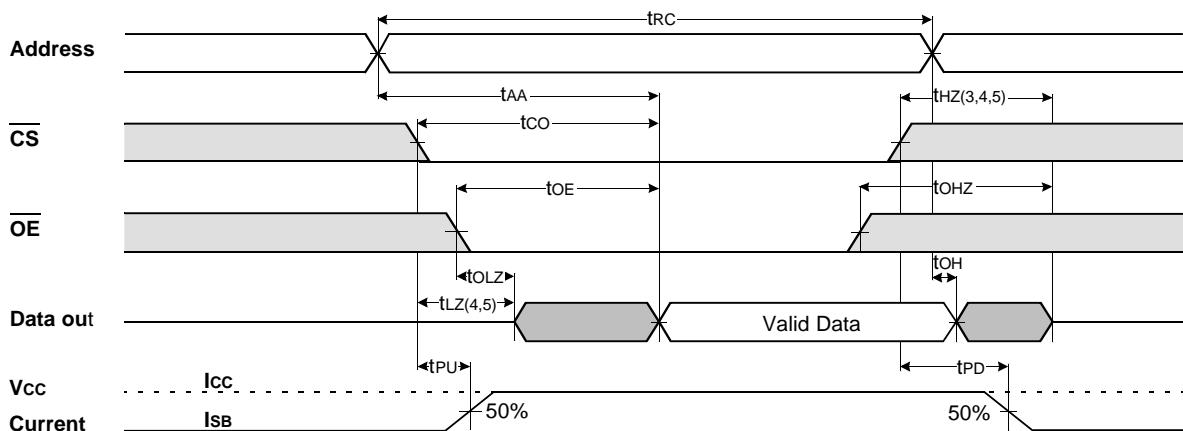 tRC
Address
tAA
tHZ(3,4,5)
CS
tCO
tOE
tOHZ
OE
tOH
tOLZ
tLZ(4,5)
Data out
Valid Data
tPU
tPD
VCC
ICC
50%
50%
Current
ISB